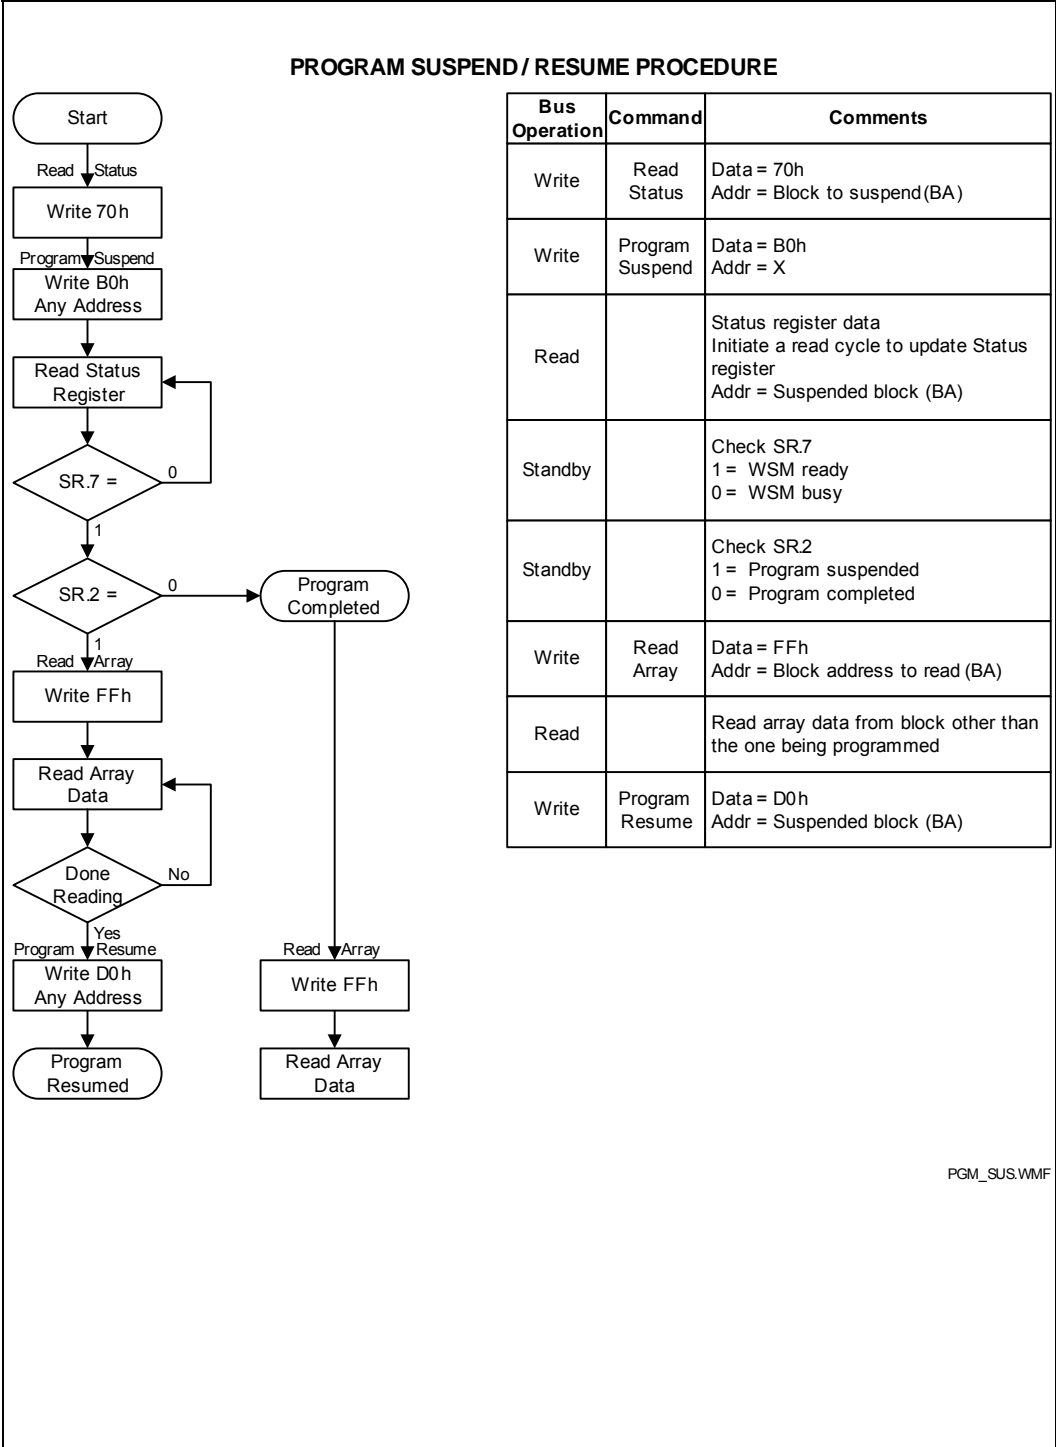 PROGRAM SUSPEND / RESUME PROCEDURE
Start
Read Status
Write 70h
Program Suspend
Write B0h
Any Address
Read Status
Register
SR.7 =
0
1
SR.2 =
0
Program
Completed
1
Read Array
Write FFh
Read Array
Data
Done
Reading
No
Yes
Program Resume
Write D0h
Any Address
Program
Resumed
Read Array
Write FFh
Read Array
Data
Bus
Operation
Command
Comments
Write
Read
Status
Data = 70h
Addr = Block to suspend (BA)
Write
Program
Suspend
Data = B0h
Addr = X
Read
Status register data
Initiate a read cycle to update Status
register
Addr = Suspended block (BA)
Standby
Check SR.7
1 = WSM ready
0 = WSM busy
Standby
Check SR.2
1 = Program suspended
0 = Program completed
Write
Read
Array
Data = FFh
Addr = Block address to read (BA)
Read
Read array data from block other than
the one being programmed
Write
Program
Resume
Data = D0h
Addr = Suspended block (BA)
PGM_SUS.WMF